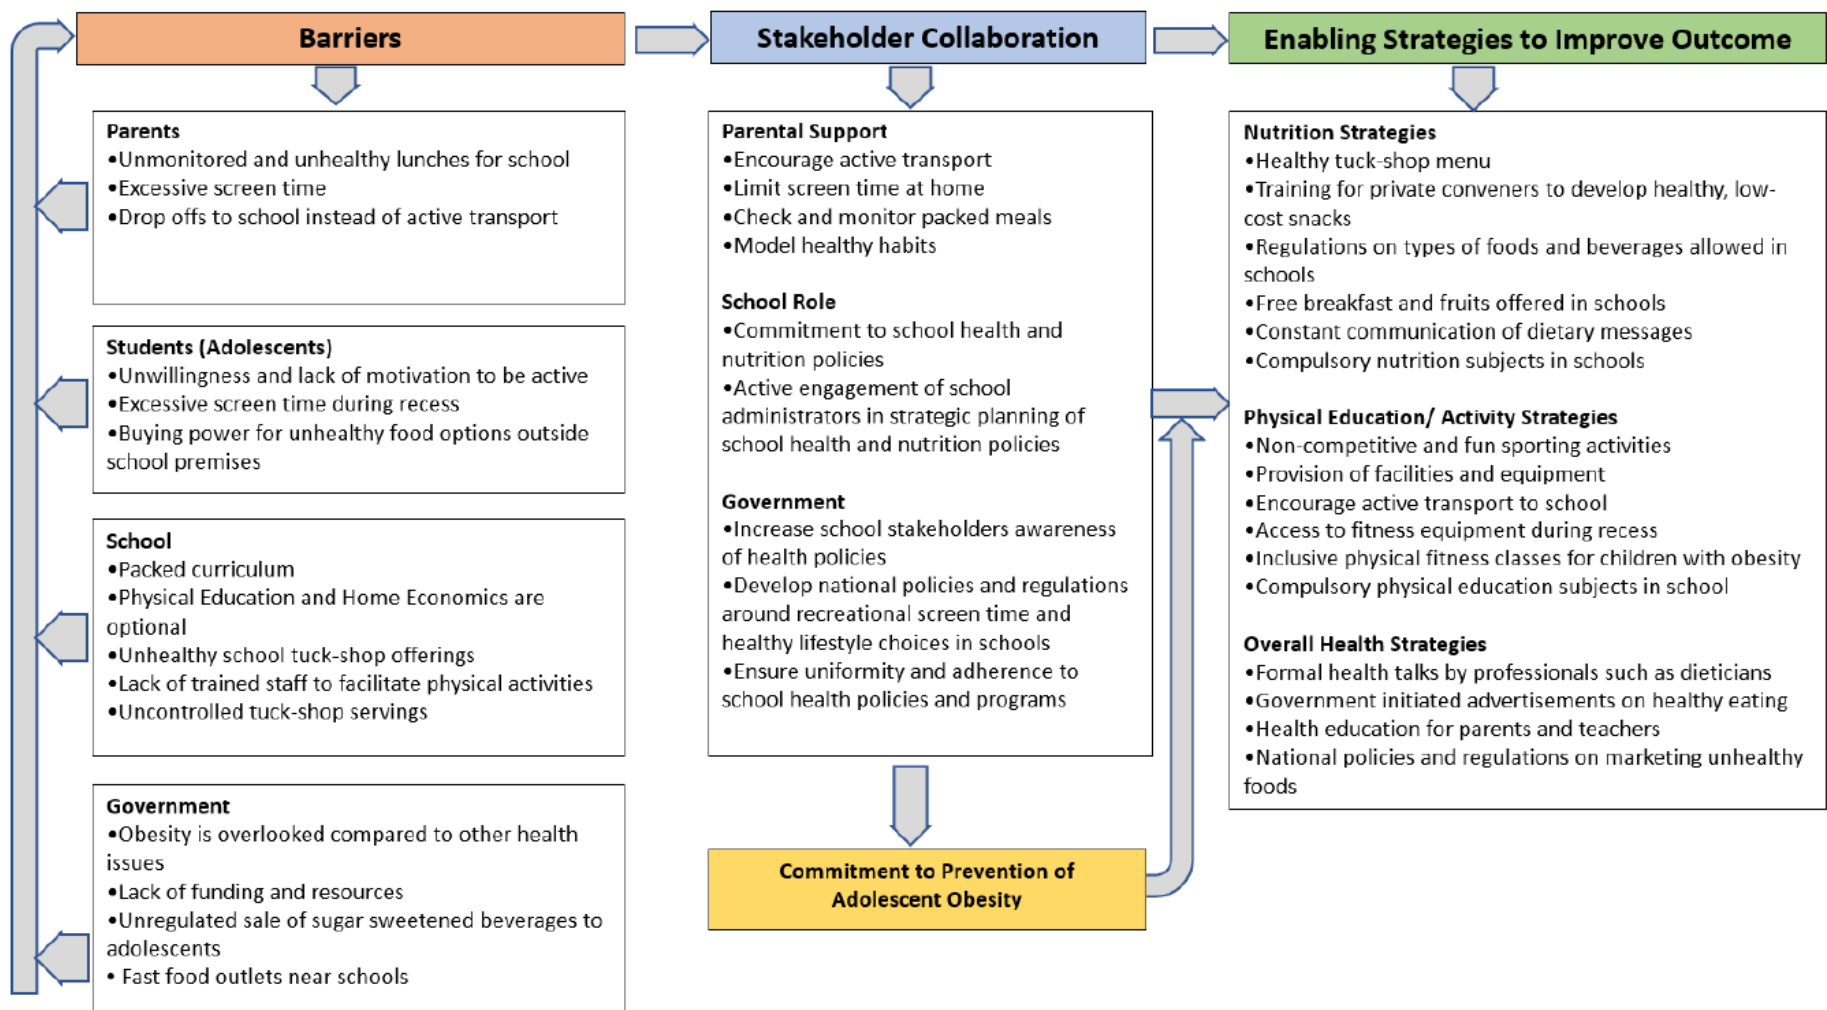 Barriers
Stakeholder Collaboration
Enabling Strategies to Improve Outcome
Parents
•Unmonitored and unhealthy lunches for school
•Excessive screen time
•Drop offs to school instead of active transport
Students (Adolescents)
•Unwillingness and lack of motivation to be active
•Excessive screen time during recess
•Buying power for unhealthy food options outside
school premises
School
•Packed curriculum
•Physical Education and Home Economics are
optional
•Unhealthy school tuck-shop offerings
•Lack of trained staff to facilitate physical activities
•Uncontrolled tuck-shop servings
Government
•Obesity is overlooked compared to other health
issues
•Lack of funding and resources
•Unregulated sale of sugar sweetened beverages to
adolescents
• Fast food outlets near schools
Parental Support
•Encourage active transport
•Limit screen time at home
•Check and monitor packed meals
•Model healthy habits
School Role
•Commitment to school health and
nutrition policies
•Active engagement of school
administrators in strategic planning of
school health and nutrition policies
Government
•Increase school stakeholders awareness
of health policies
•Develop national policies and regulations
around recreational screen time and
healthy lifestyle choices in schools
•Ensure uniformity and adherence to
school health policies and programs
Commitment to Prevention of
Adolescent Obesity
Nutrition Strategies
•Healthy tuck-shop menu
•Training for private conveners to develop healthy, low-
cost snacks
•Regulations on types of foods and beverages allowed in
schools
•Free breakfast and fruits offered in schools
•Constant communication of dietary messages
•Compulsory nutrition subjects in schools
Physical Education/ Activity Strategies
•Non-competitive and fun sporting activities
•Provision of facilities and equipment
•Encourage active transport to school
•Access to fitness equipment during recess
•Inclusive physical fitness classes for children with obesity
•Compulsory physical education subjects in school
Overall Health Strategies
•Formal health talks by professionals such as dieticians
•Government initiated advertisements on healthy eating
•Health education for parents and teachers
•National policies and regulations on marketing unhealthy
foods